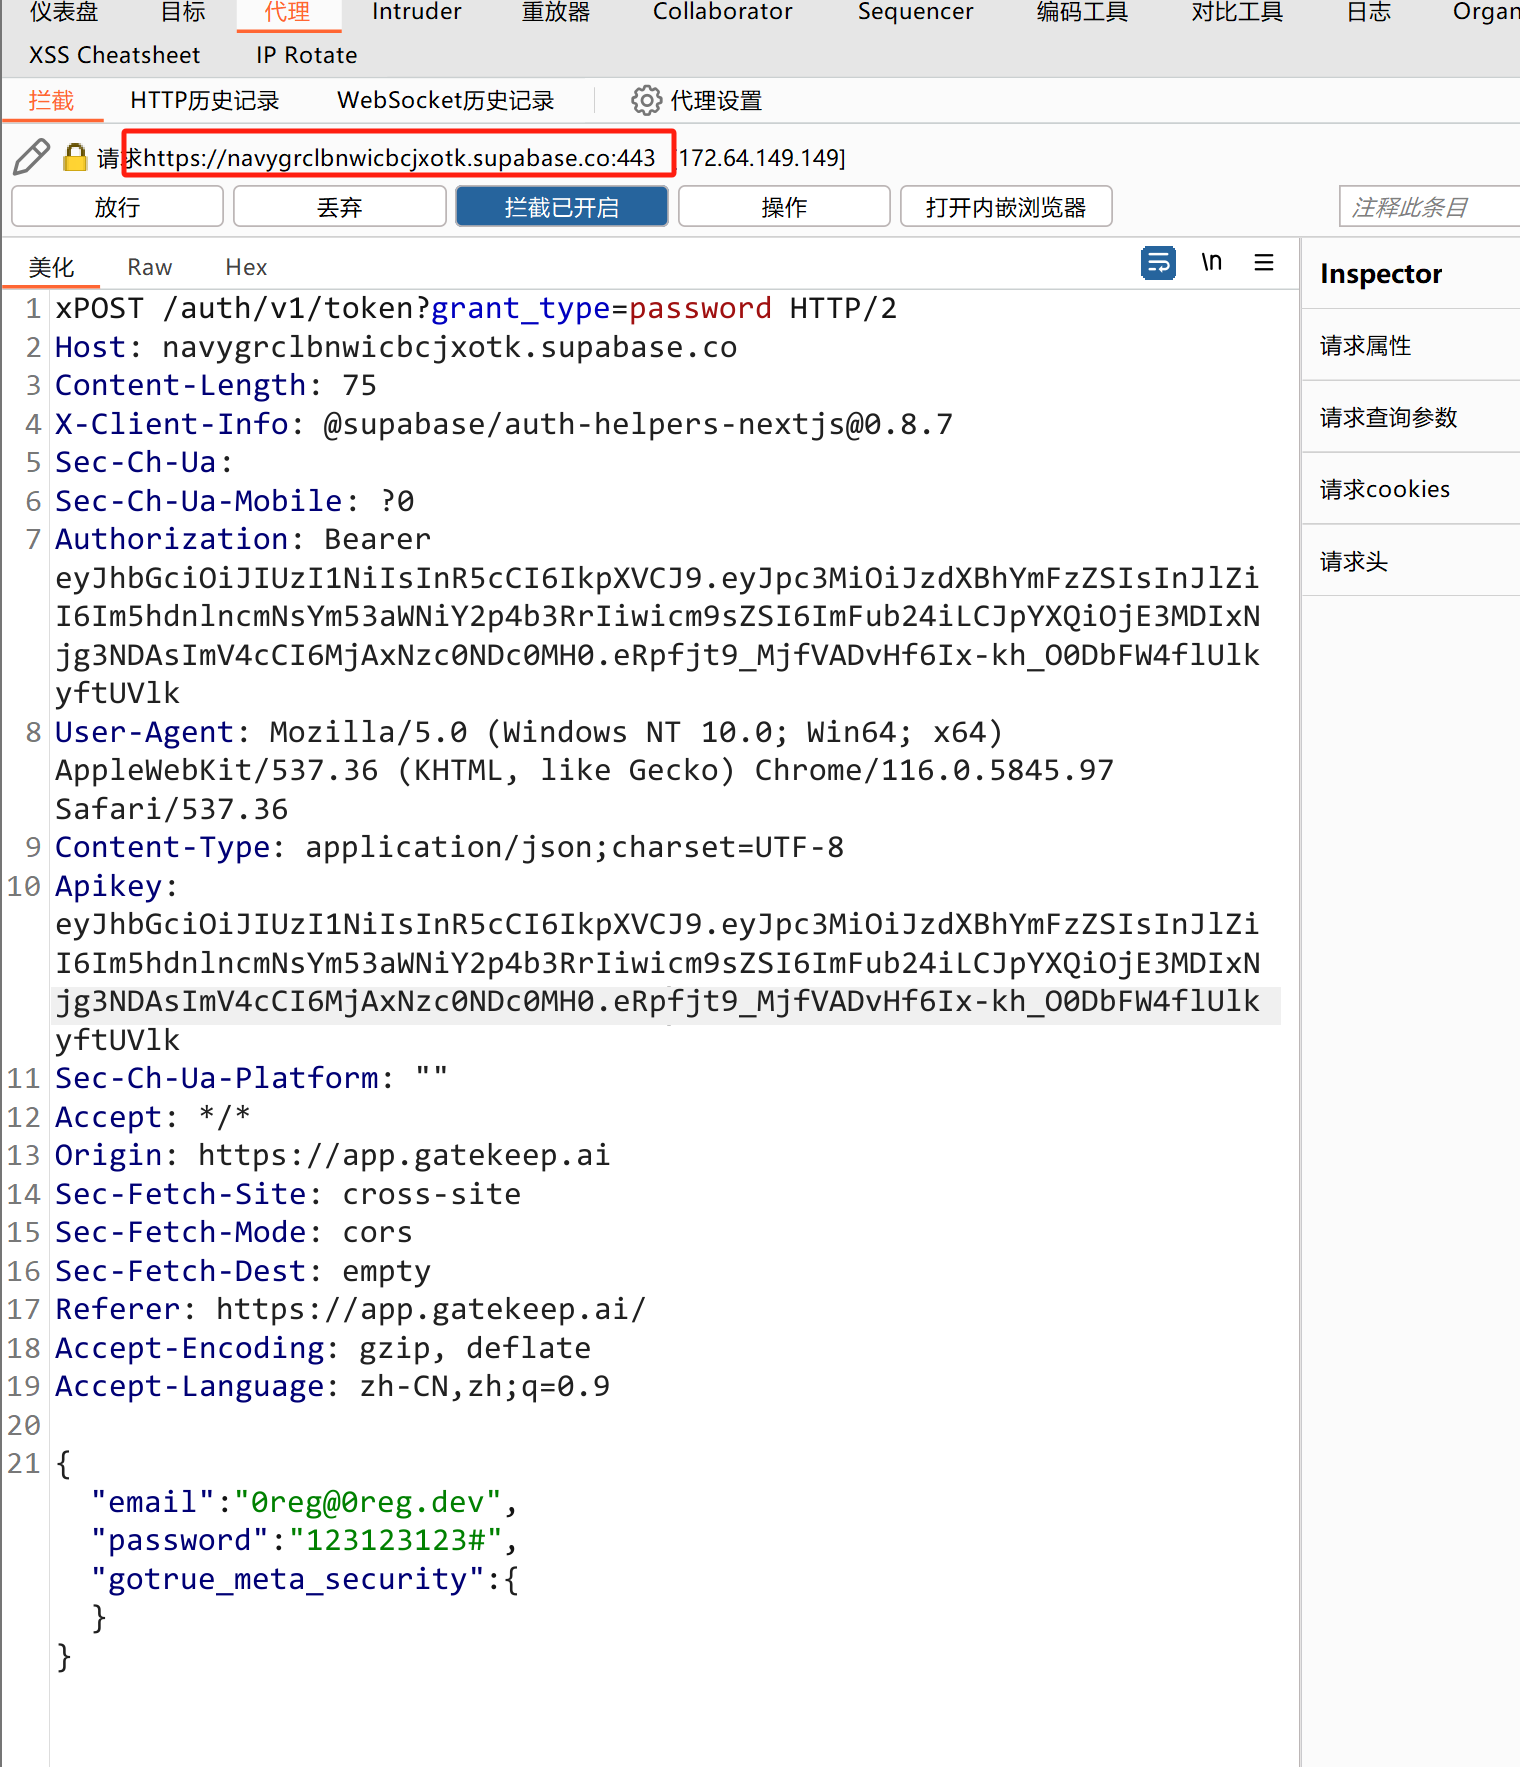 仪表盘 目标 代理 Intruder 重放器 Collaborator Sequencer 编码工具 对比工具 日志 Organ
XSS Cheatsheet IP Rotate
拦截 HTTP历史记录 WebSocket历史记录 代理设置
请求https://navygrclbnwicbcjxotk.supabase.co:443 [172.64.149.149]
放行 丢弃 拦截已开启 操作 打开内嵌浏览器 注释此条目
美化 Raw Hex \n
Inspector
请求属性
请求查询参数
请求cookies
请求头
1 xPOST /auth/v1/token?grant_type=password HTTP/2
2 Host: navygrclbnwicbcjxotk.supabase.co
3 Content-Length: 75
4 X-Client-Info: @supabase/auth-helpers-nextjs@0.8.7
5 Sec-Ch-Ua:
6 Sec-Ch-Ua-Mobile: ?0
7 Authorization: Bearer
eyJhbGciOiJIUzI1NiIsInR5cCI6IkpXVCJ9.eyJpc3MiOiJzdXBhYmFzZSIsInJlZi
I6Im5hdnlncmNsYm53aWNiY2p4b3RrIiwicm9sZSI6ImFub24iLCJpYXQiOjE3MDIxN
jg3NDAsImV4cCI6MjAxNzc0NDc0MH0.eRpfjt9_MjfVADvHf6Ix-kh_O0DbFW4flUlk
yftUVlk
8 User-Agent: Mozilla/5.0 (Windows NT 10.0; Win64; x64)
AppleWebKit/537.36 (KHTML, like Gecko) Chrome/116.0.5845.97
Safari/537.36
9 Content-Type: application/json;charset=UTF-8
10 Apikey:
eyJhbGciOiJIUzI1NiIsInR5cCI6IkpXVCJ9.eyJpc3MiOiJzdXBhYmFzZSIsInJlZi
I6Im5hdnlncmNsYm53aWNiY2p4b3RrIiwicm9sZSI6ImFub24iLCJpYXQiOjE3MDIxN
jg3NDAsImV4cCI6MjAxNzc0NDc0MH0.eRpfjt9_MjfVADvHf6Ix-kh_O0DbFW4flUlk
yftUVlk
11 Sec-Ch-Ua-Platform: ""
12 Accept: */*
13 Origin: https://app.gatekeep.ai
14 Sec-Fetch-Site: cross-site
15 Sec-Fetch-Mode: cors
16 Sec-Fetch-Dest: empty
17 Referer: https://app.gatekeep.ai/
18 Accept-Encoding: gzip, deflate
19 Accept-Language: zh-CN,zh;q=0.9
20
21 {
"email":"0reg@0reg.dev",
"password":"123123123#",
"gotrue_meta_security":{
}
}